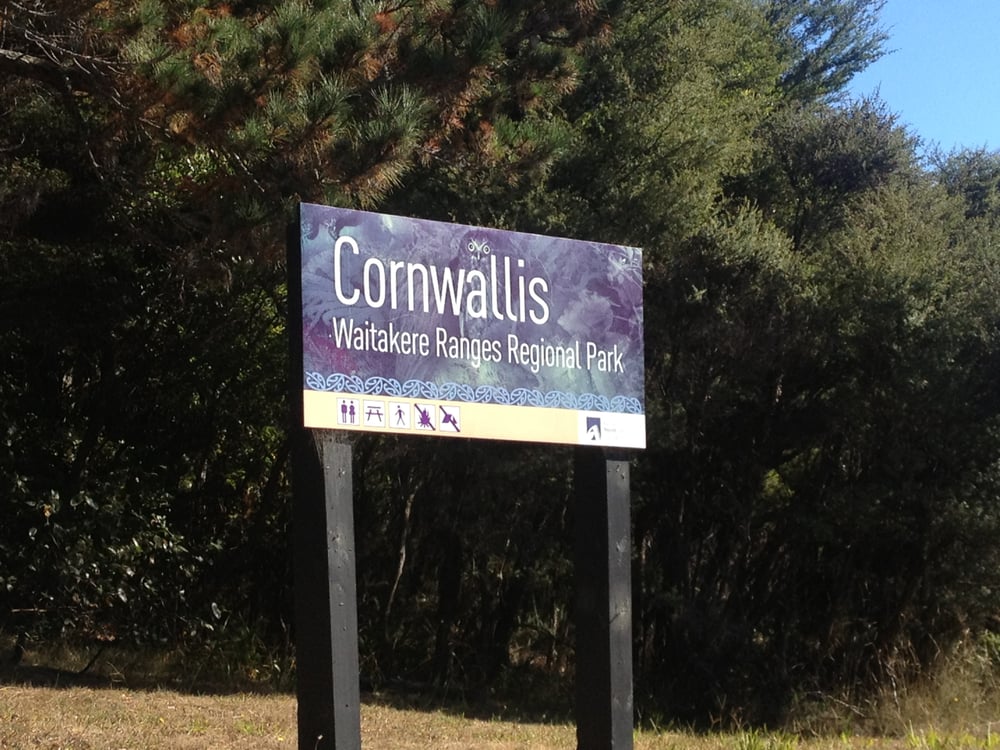 Cornwallis
Waitakere Ranges Regional Park